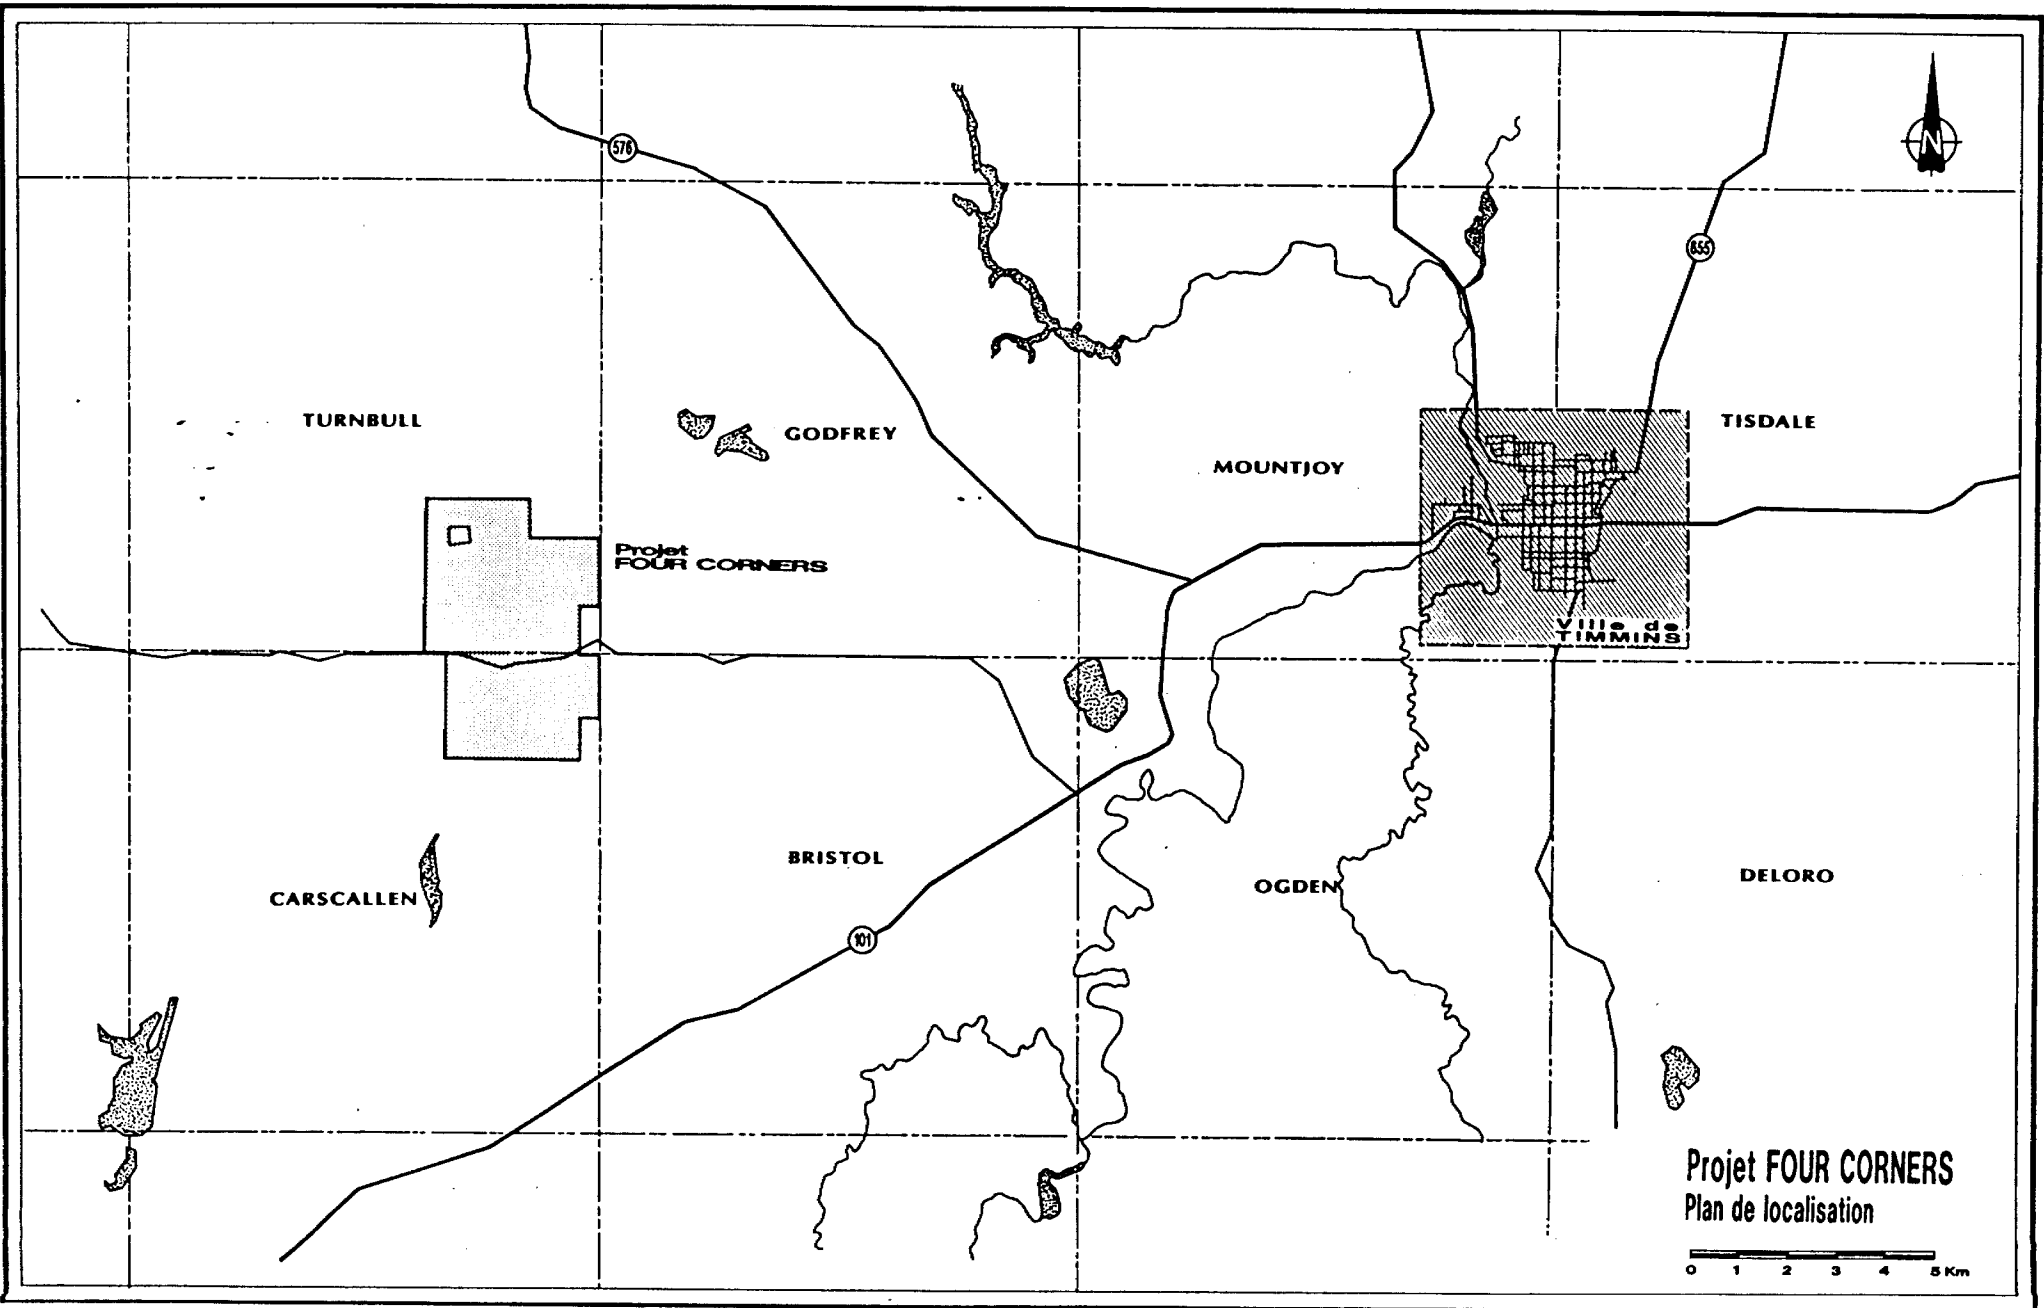 576
N
655
TURNBULL
GODFREY
MOUNTJOY
TISDALE
Projet
FOUR CORNERS
Ville de
TIMMINS
CARSCALLEN
BRISTOL
OGDEN
DELORO
101
Projet FOUR CORNERS
Plan de localisation
0 1 2 3 4 5 Km